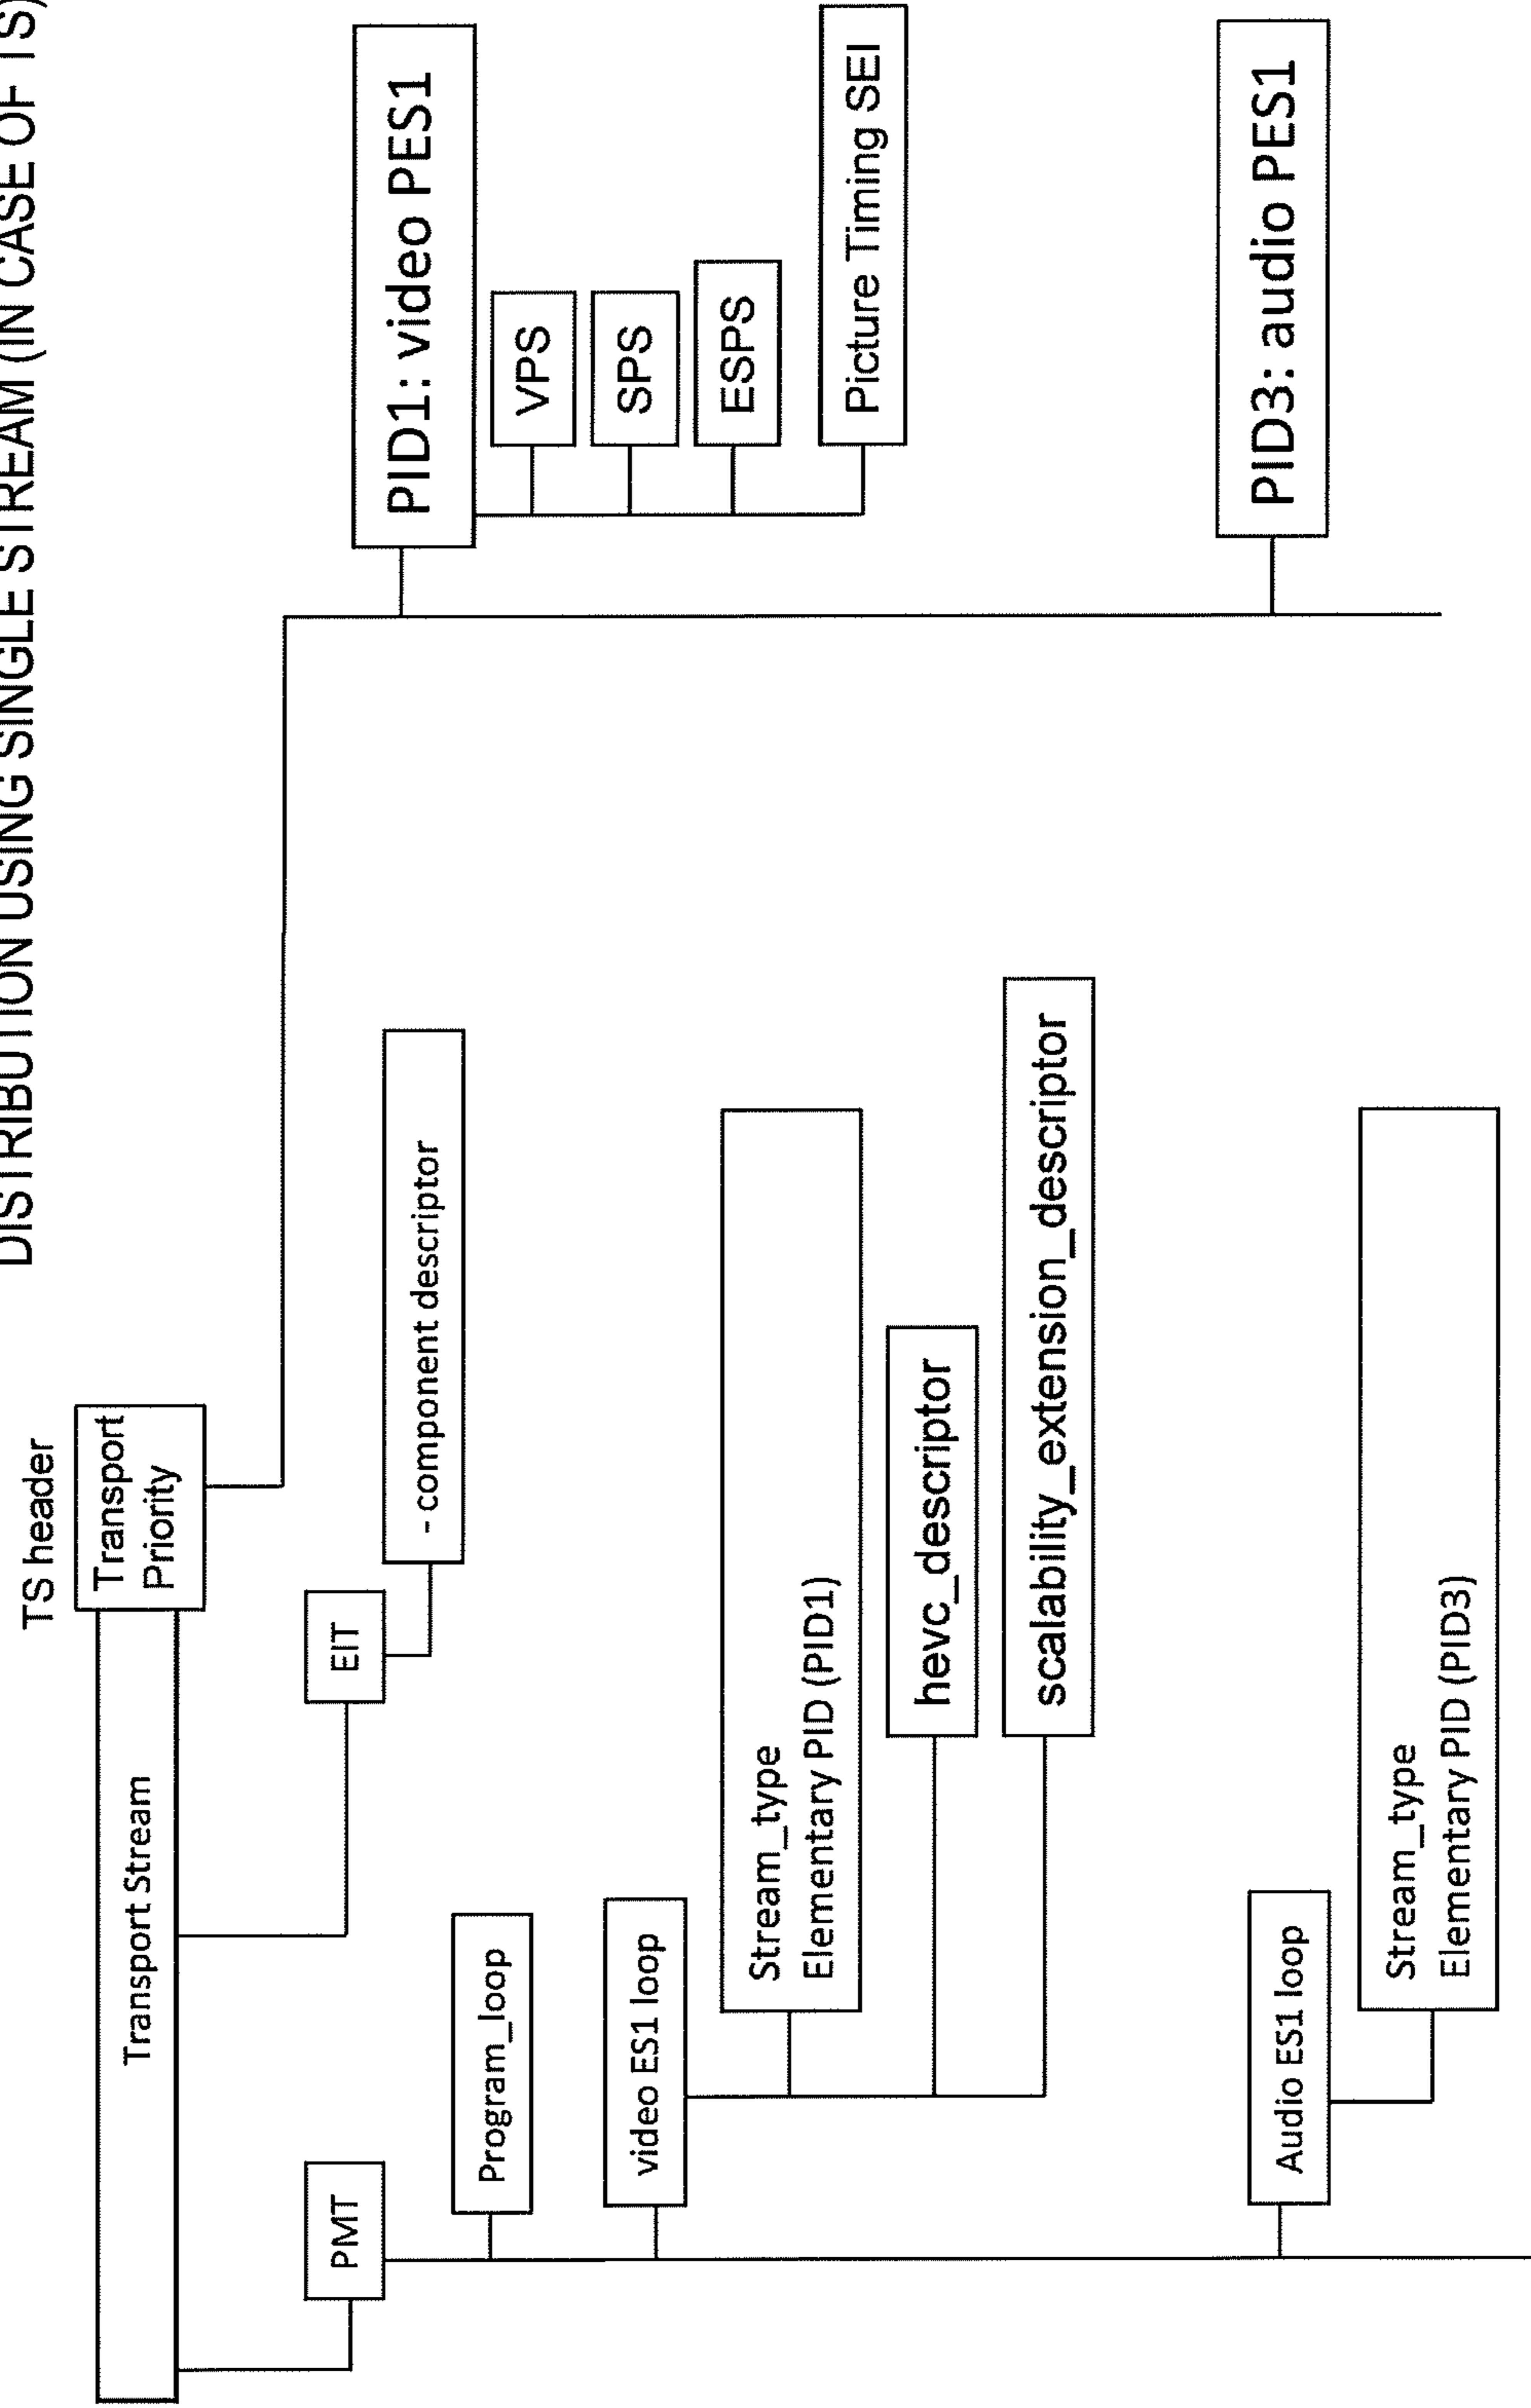 DISTRIBUTION USING SINGLE STREAM (IN CASE OF TS)
TS header
Transport Stream
Transport
Priority
PMT
EIT
- component descriptor
Program_loop
video ES1 loop
Stream_type
Elementary PID (PID1)
hevc_descriptor
scalability_extension_descriptor
Audio ES1 loop
Stream_type
Elementary PID (PID3)
PID1: video PES1
VPS
SPS
ESPS
Picture Timing SEI
PID3: audio PES1